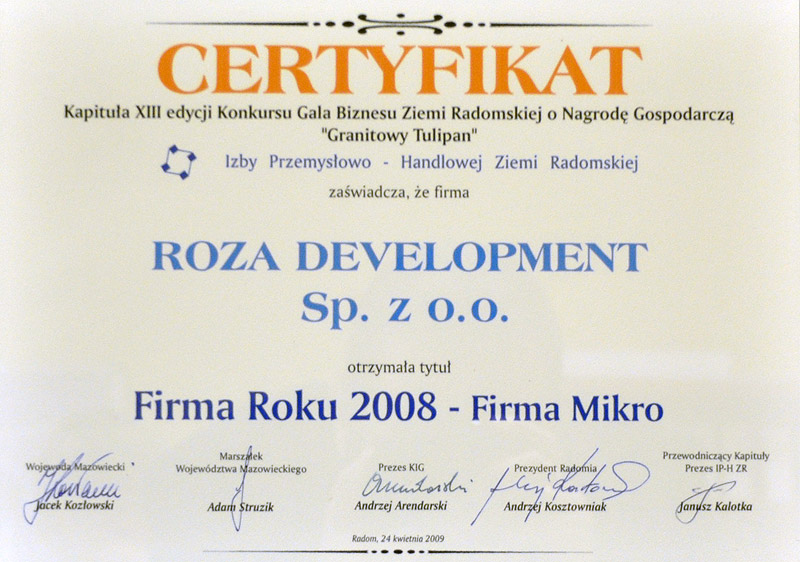 CERTYFIKAT
Kapituła XIII edycji Konkursu Gala Biznesu Ziemi Radomskiej o Nagrodę Gospodarczą
"Granitowy Tulipan"
Izby Przemysłowo - Handlowej Ziemi Radomskiej
zaświadcza, że firma
ROZA DEVELOPMENT
Sp. z o.o.
otrzymała tytuł
Firma Roku 2008 - Firma Mikro
Wojewoda Mazowiecki
Jacek Kozłowski
Marszałek
Województwa Mazowieckiego
Adam Struzik
Prezes KIG
Andrzej Arendarski
Prezydent Radomia
Andrzej Kosztowniak
Przewodniczący Kapituły
Prezes IP-H ZR
Janusz Kalotka
Radom, 24 kwietnia 2009